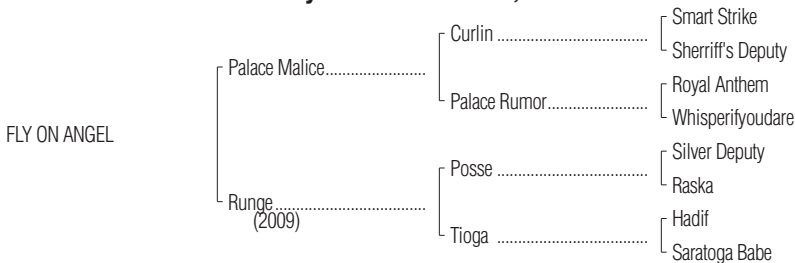 Smart Strike
Curlin ..........................................
Sherriff's Deputy
Palace Malice...........................
Royal Anthem
Palace Rumor...........................
Whisperifyoudare
FLY ON ANGEL
Silver Deputy
Posse ..........................................
Raska
Runge.........................................
(2009)
Hadif
Tioga ..........................................
Saratoga Babe